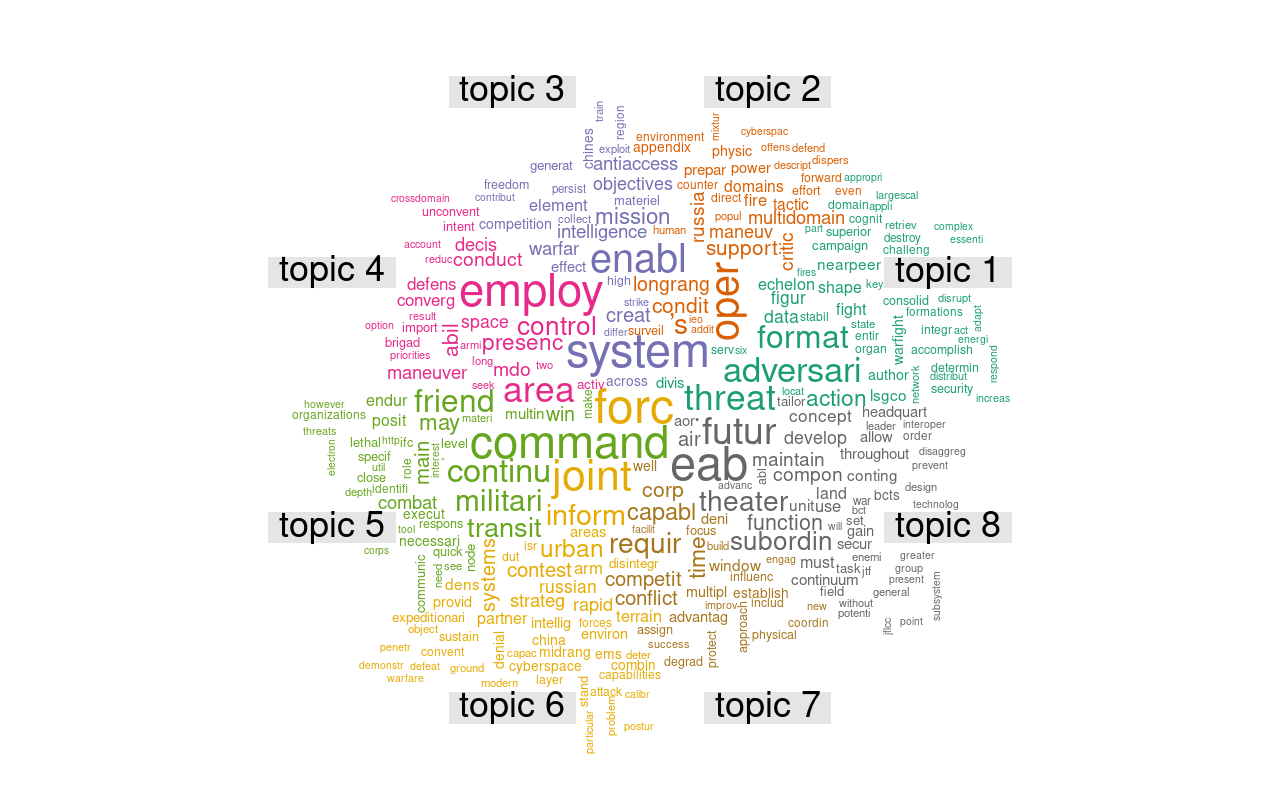 topic 3 topic 2
train region mixtur cyberspac
chines environment
exploit appendix physic offens defend
generat antiaccess prepar power descript dispers
freedom persist objectives counter domains forward appropri
crossdomain contribut element materiel direct fire effort even largescal
unconvent competition collect mission russia popul tactic domain appli
intent intelligence human multidomain cognit retriev complex
account decis warfar maneuv part superior destroy essenti
reduc conduct effect enabl support critic campaign challeng
topic 4 high fires nearpeer topic 1
defens employ longrang oper echelon shape key
converg strike condit figur consolid disrupt
result space control creat 's ieo data stabil fight formations adapt
option import abil differ surveil addit format state warfight integr act
brigad armi presenc system entir energi
priorities long two serv six organ accomplish
maneuver mdo across divis adversari author determin respond
seek area activ threat locat network distribut
endur friend make forc tailor action lsgco security increas
however organizations may materi multin win aor concept headquart
threats posit command air futur leader interoper
lethal http ifc level develop allow order
electron specif role main interest well eab maintain throughout disaggreg
util close continu joint advanc abl compon conting prevent
depth identifi corp land design
combat militari theater unit use war bcts technolog
execut inform capabl deni bct
topic 5 tool respons transit areas facilit focus function will set gain topic 8
necessari isr urban requir time build subordin secur
corps quick node dut engag enemi greater
communic need see systems contest arm disintegr window must task jtf group
dens russian competit influenc continuum present
provid strateg rapid conflict multipl establish field general subsystem
expeditionari partner intellig forces terrain advantag improv includ new without potenti
object sustain denial china environ assign approach coordin jflcc point
penetr convent capac midrang ems deter success protect physical
demonstr defeat ground cyberspace combin degrad
warfare modern layer capabilities
topic 6 stand attack calibr topic 7
particular problem postur